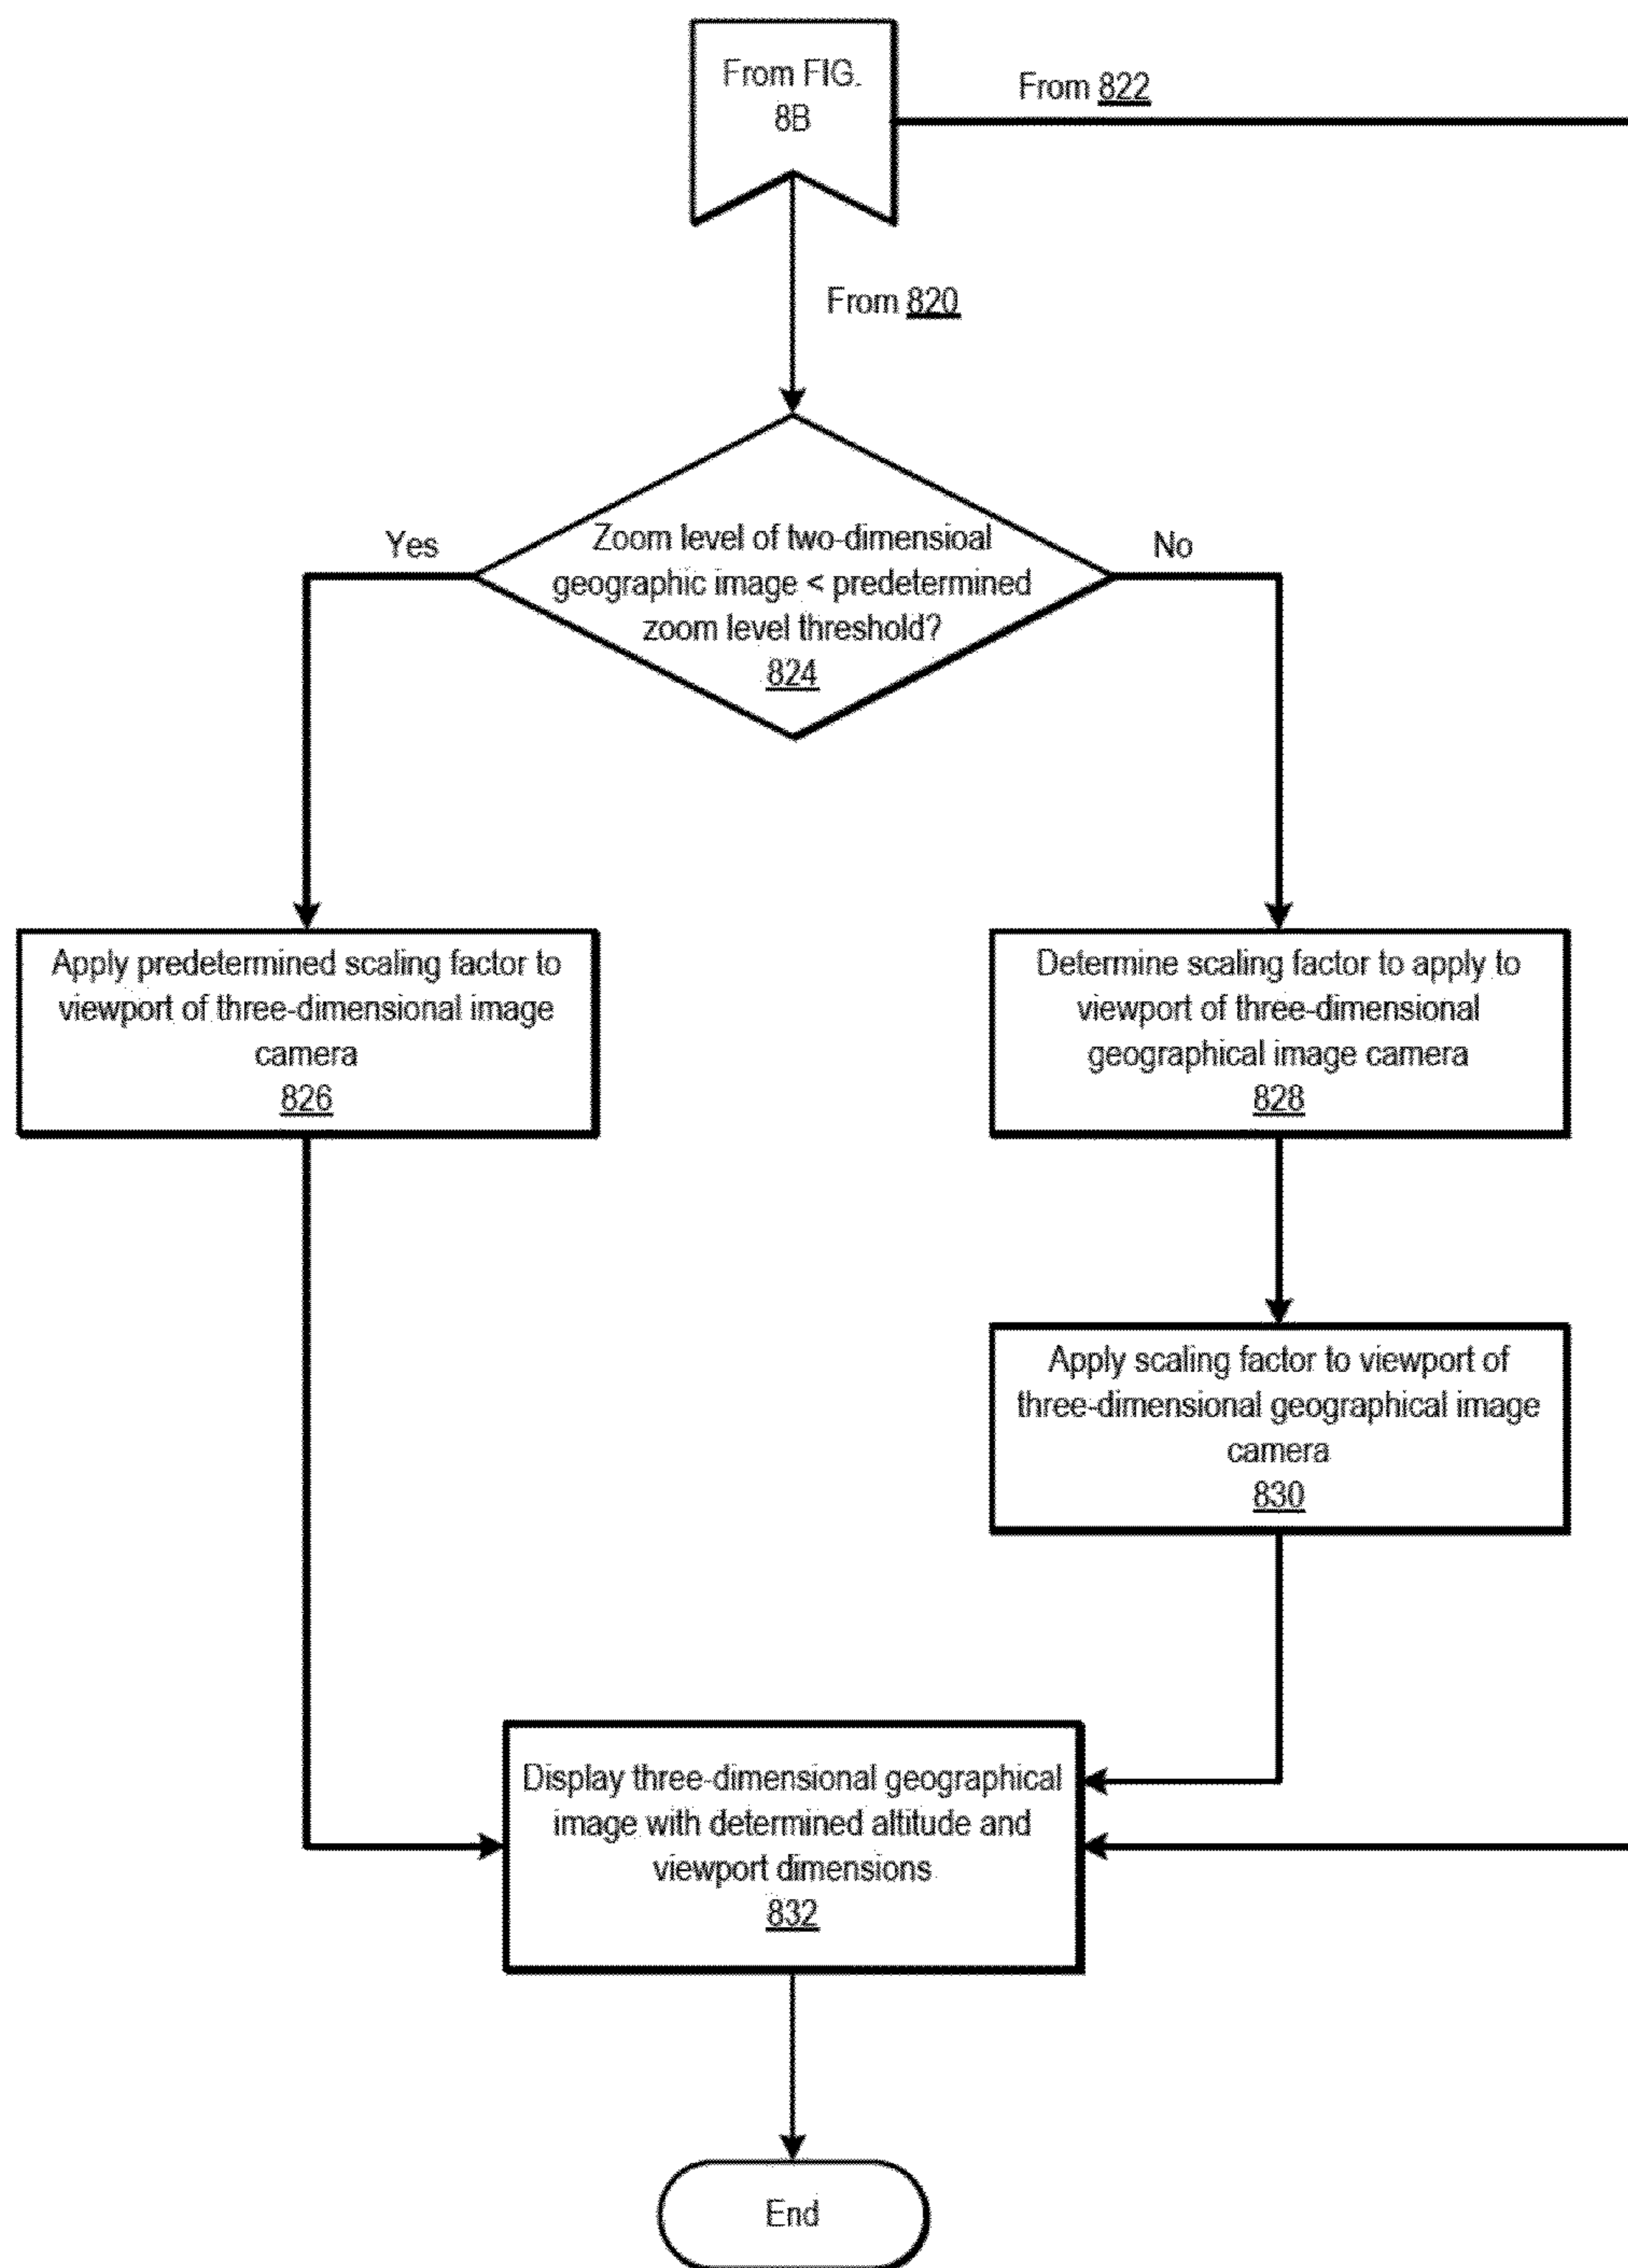 From FIG.
8B
From 822
From 820
Yes
No
Zoom level of two-dimensioal
geographic image < predetermined
zoom level threshold?
824
Apply predetermined scaling factor to
viewport of three-dimensional image
camera
826
Determine scaling factor to apply to
viewport of three-dimensional
geographical image camera
828
Apply scaling factor to viewport of
three-dimensional geographical image
camera
830
Display three-dimensional geographical
image with determined altitude and
viewport dimensions
832
End